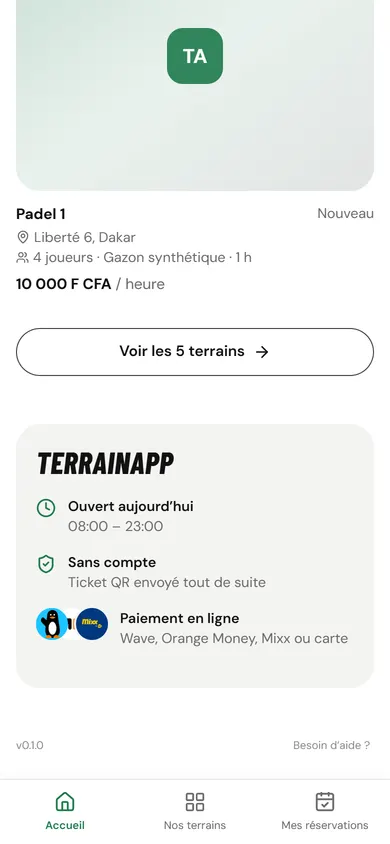 TA
Padel 1
Nouveau
Liberté 6, Dakar
4 joueurs · Gazon synthétique · 1 h
10 000 F CFA / heure
Voir les 5 terrains →
TERRAINAPP
Ouvert aujourd’hui
08:00 – 23:00
Sans compte
Ticket QR envoyé tout de suite
Mixx
Paiement en ligne
Wave, Orange Money, Mixx ou carte
v0.1.0
Besoin d’aide ?
Accueil
Nos terrains
Mes réservations